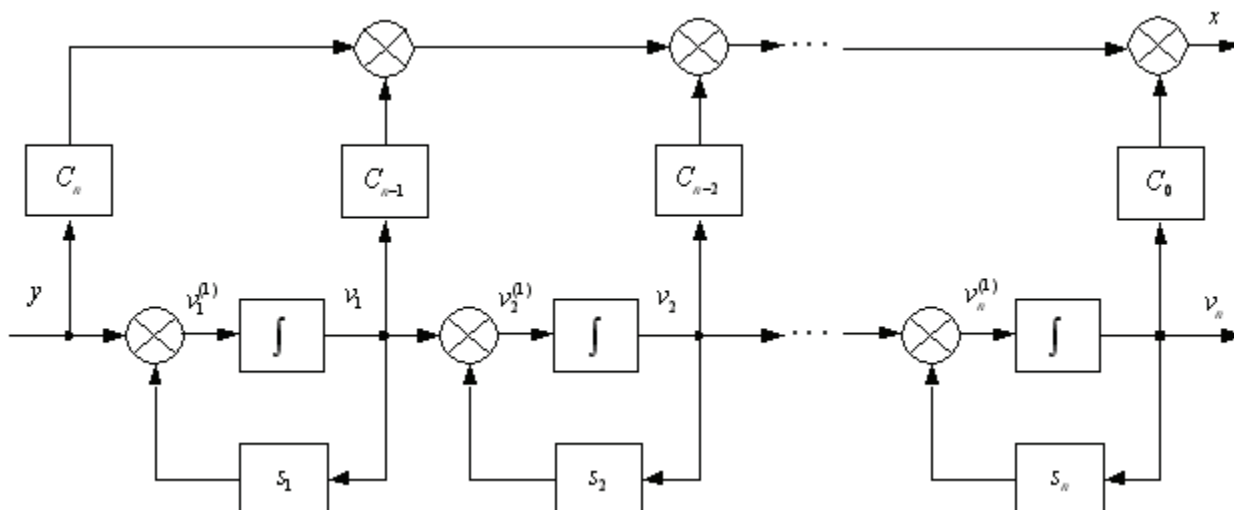 x
...
C_n C_{n-1} C_{n-2} C_0
y v_1^{(1)} v_1 v_2^{(1)} v_2 v_n^{(1)} v_n
∫ ∫ ... ∫
s_1 s_2 s_n